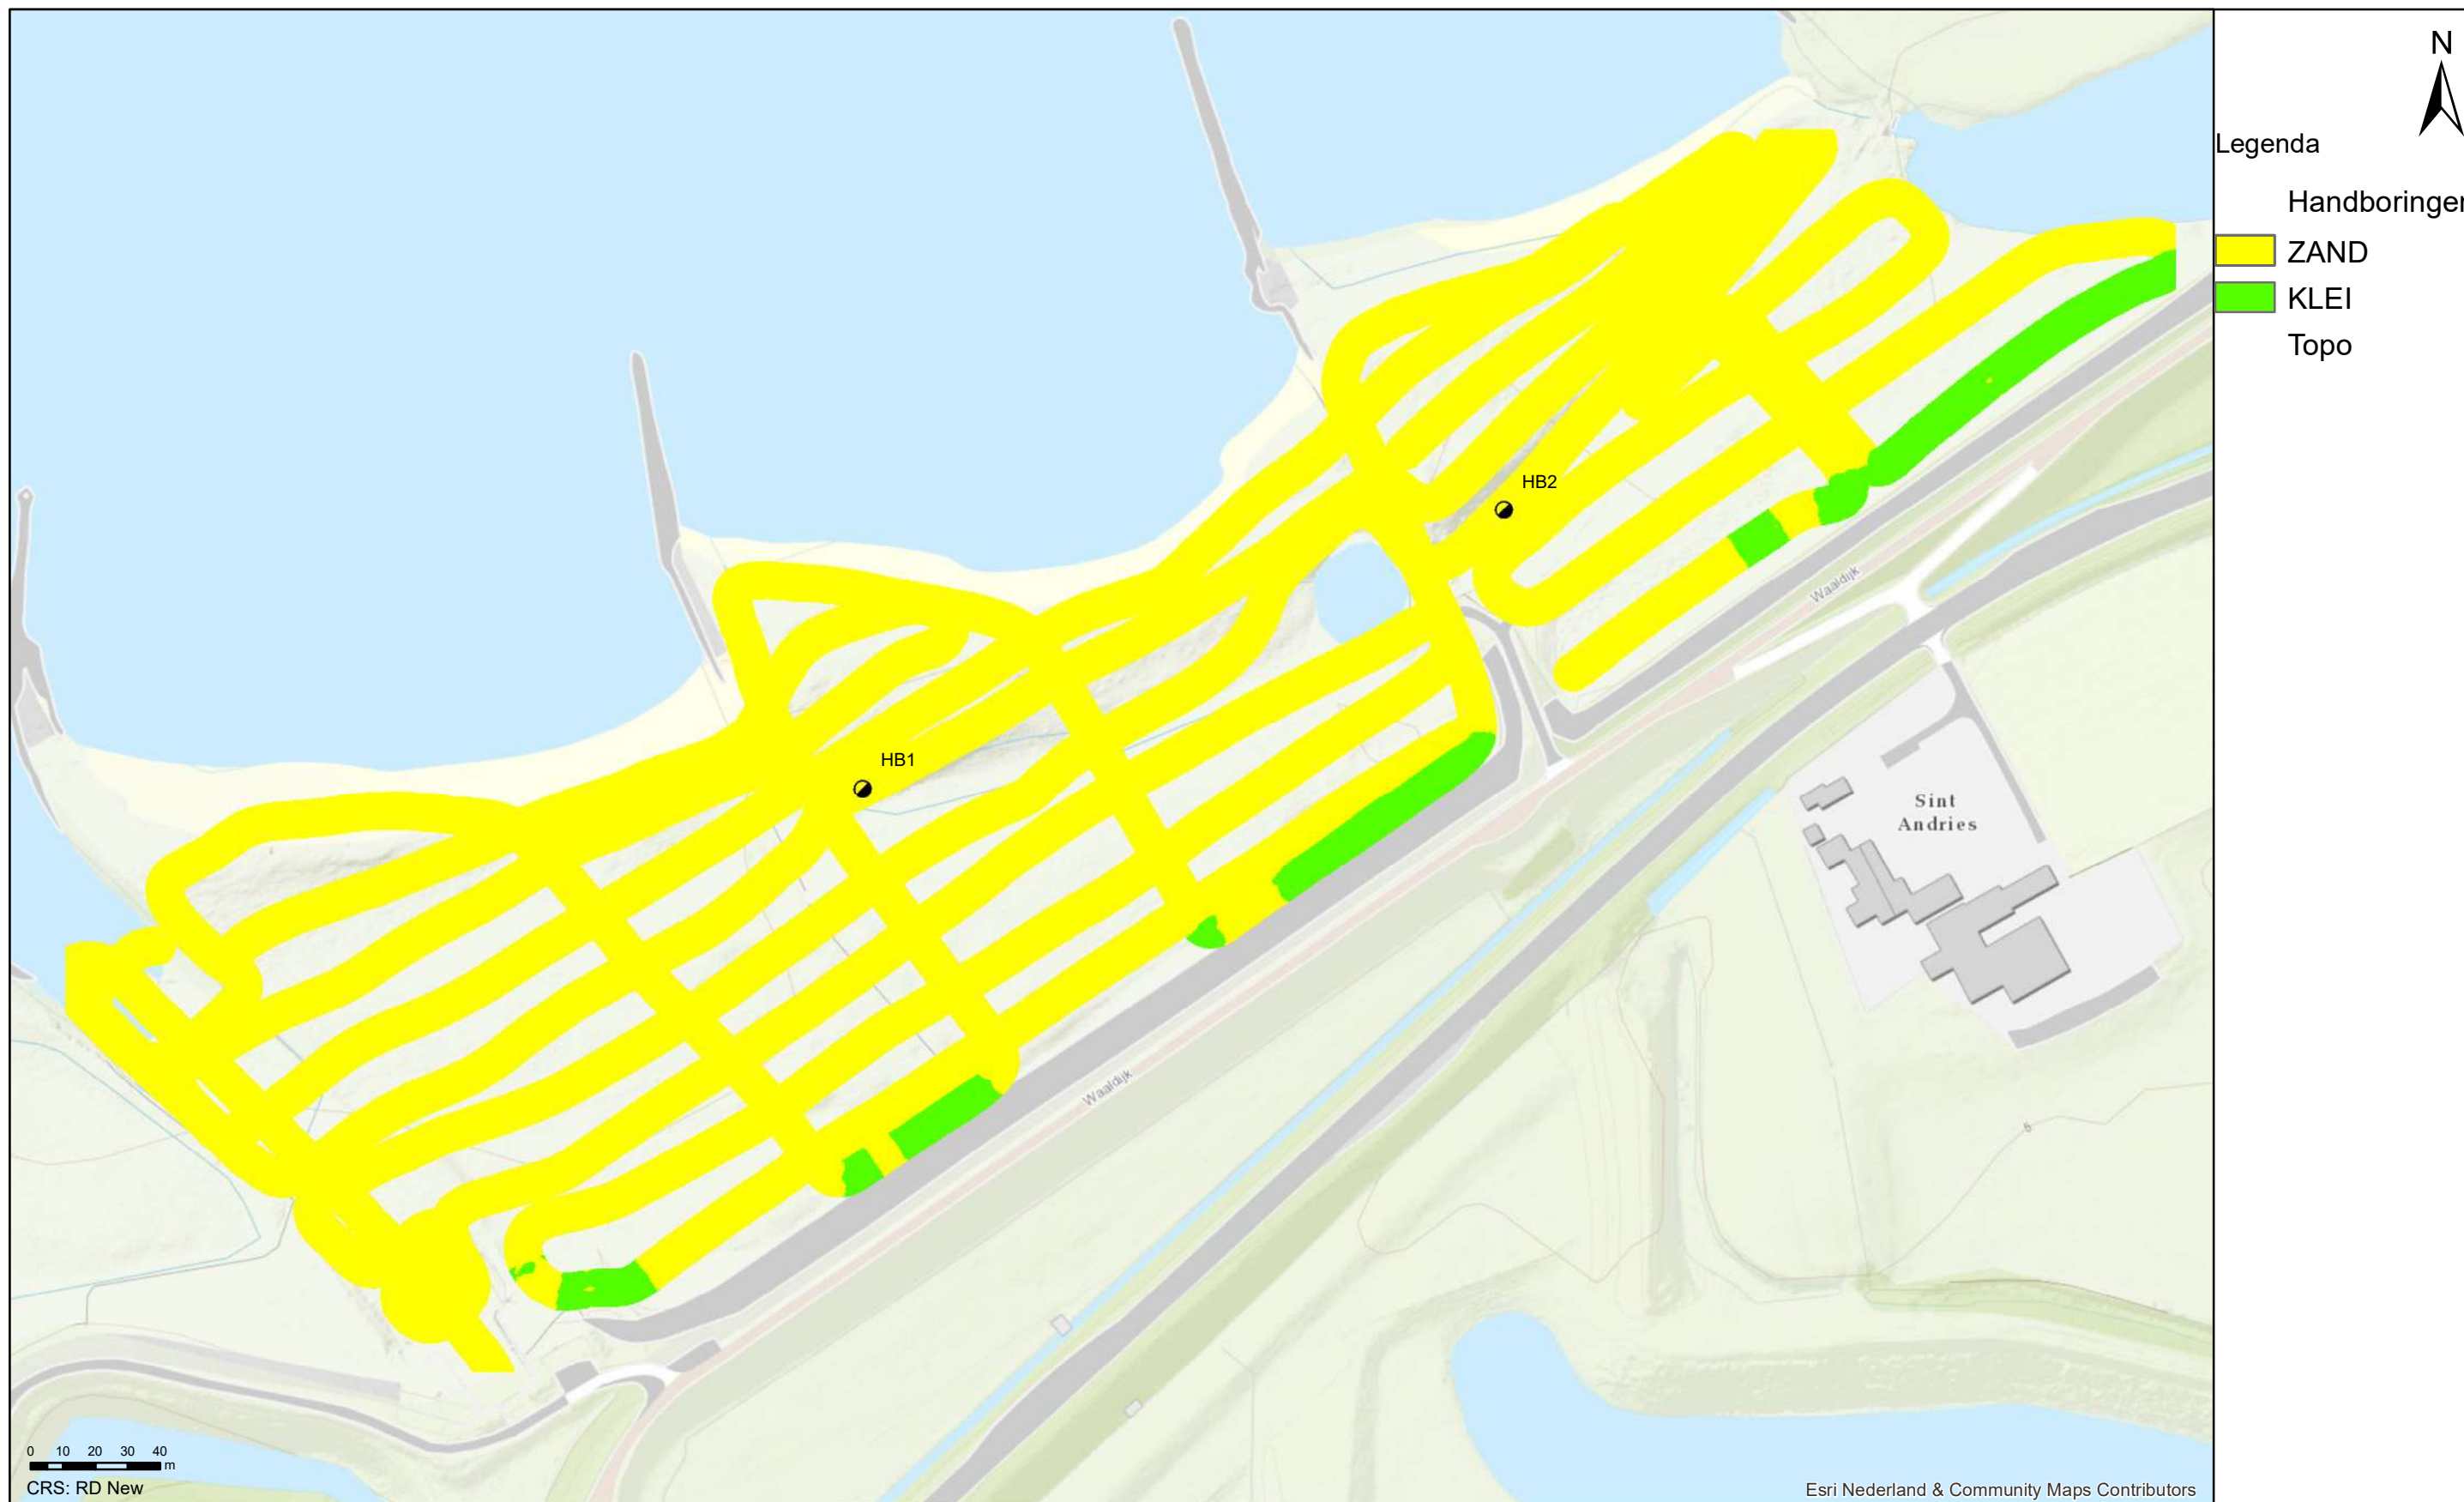 N
Legenda
Handboringen
ZAND
KLEI
Topo
HB2
HB1
Waaldijk
Sint
Andries
Waaldijk
5
0 10 20 30 40
m
CRS: RD New
Esri Nederland & Community Maps Contributors